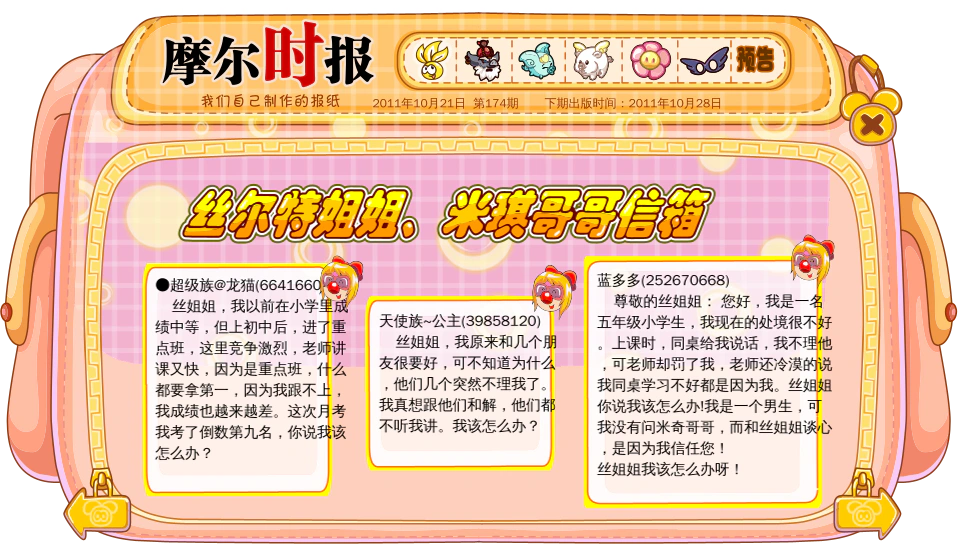 摩尔时报
我们自己制作的报纸
2011年10月21日 第174期 下期出版时间：2011年10月28日
预告
丝尔特姐姐、米琪哥哥信箱
●超级族@龙猫(6641660
丝姐姐，我以前在小学里成
绩中等，但上初中后，进了重
点班，这里竞争激烈，老师讲
课又快，因为是重点班，什么
都要拿第一，因为我跟不上，
我成绩也越来越差。这次月考
我考了倒数第九名，你说我该
怎么办？
天使族~公主(39858120)
丝姐姐，我原来和几个朋
友很要好，可不知道为什么
，他们几个突然不理我了。
我真想跟他们和解，他们都
不听我讲。我该怎么办？
蓝多多(252670668)
尊敬的丝姐姐： 您好，我是一名
五年级小学生，我现在的处境很不好
。上课时，同桌给我说话，我不理他
，可老师却罚了我，老师还冷漠的说
我同桌学习不好都是因为我。丝姐姐
你说我该怎么办!我是一个男生，可
我没有问米奇哥哥，而和丝姐姐谈心
，是因为我信任您！
丝姐姐我该怎么办呀！